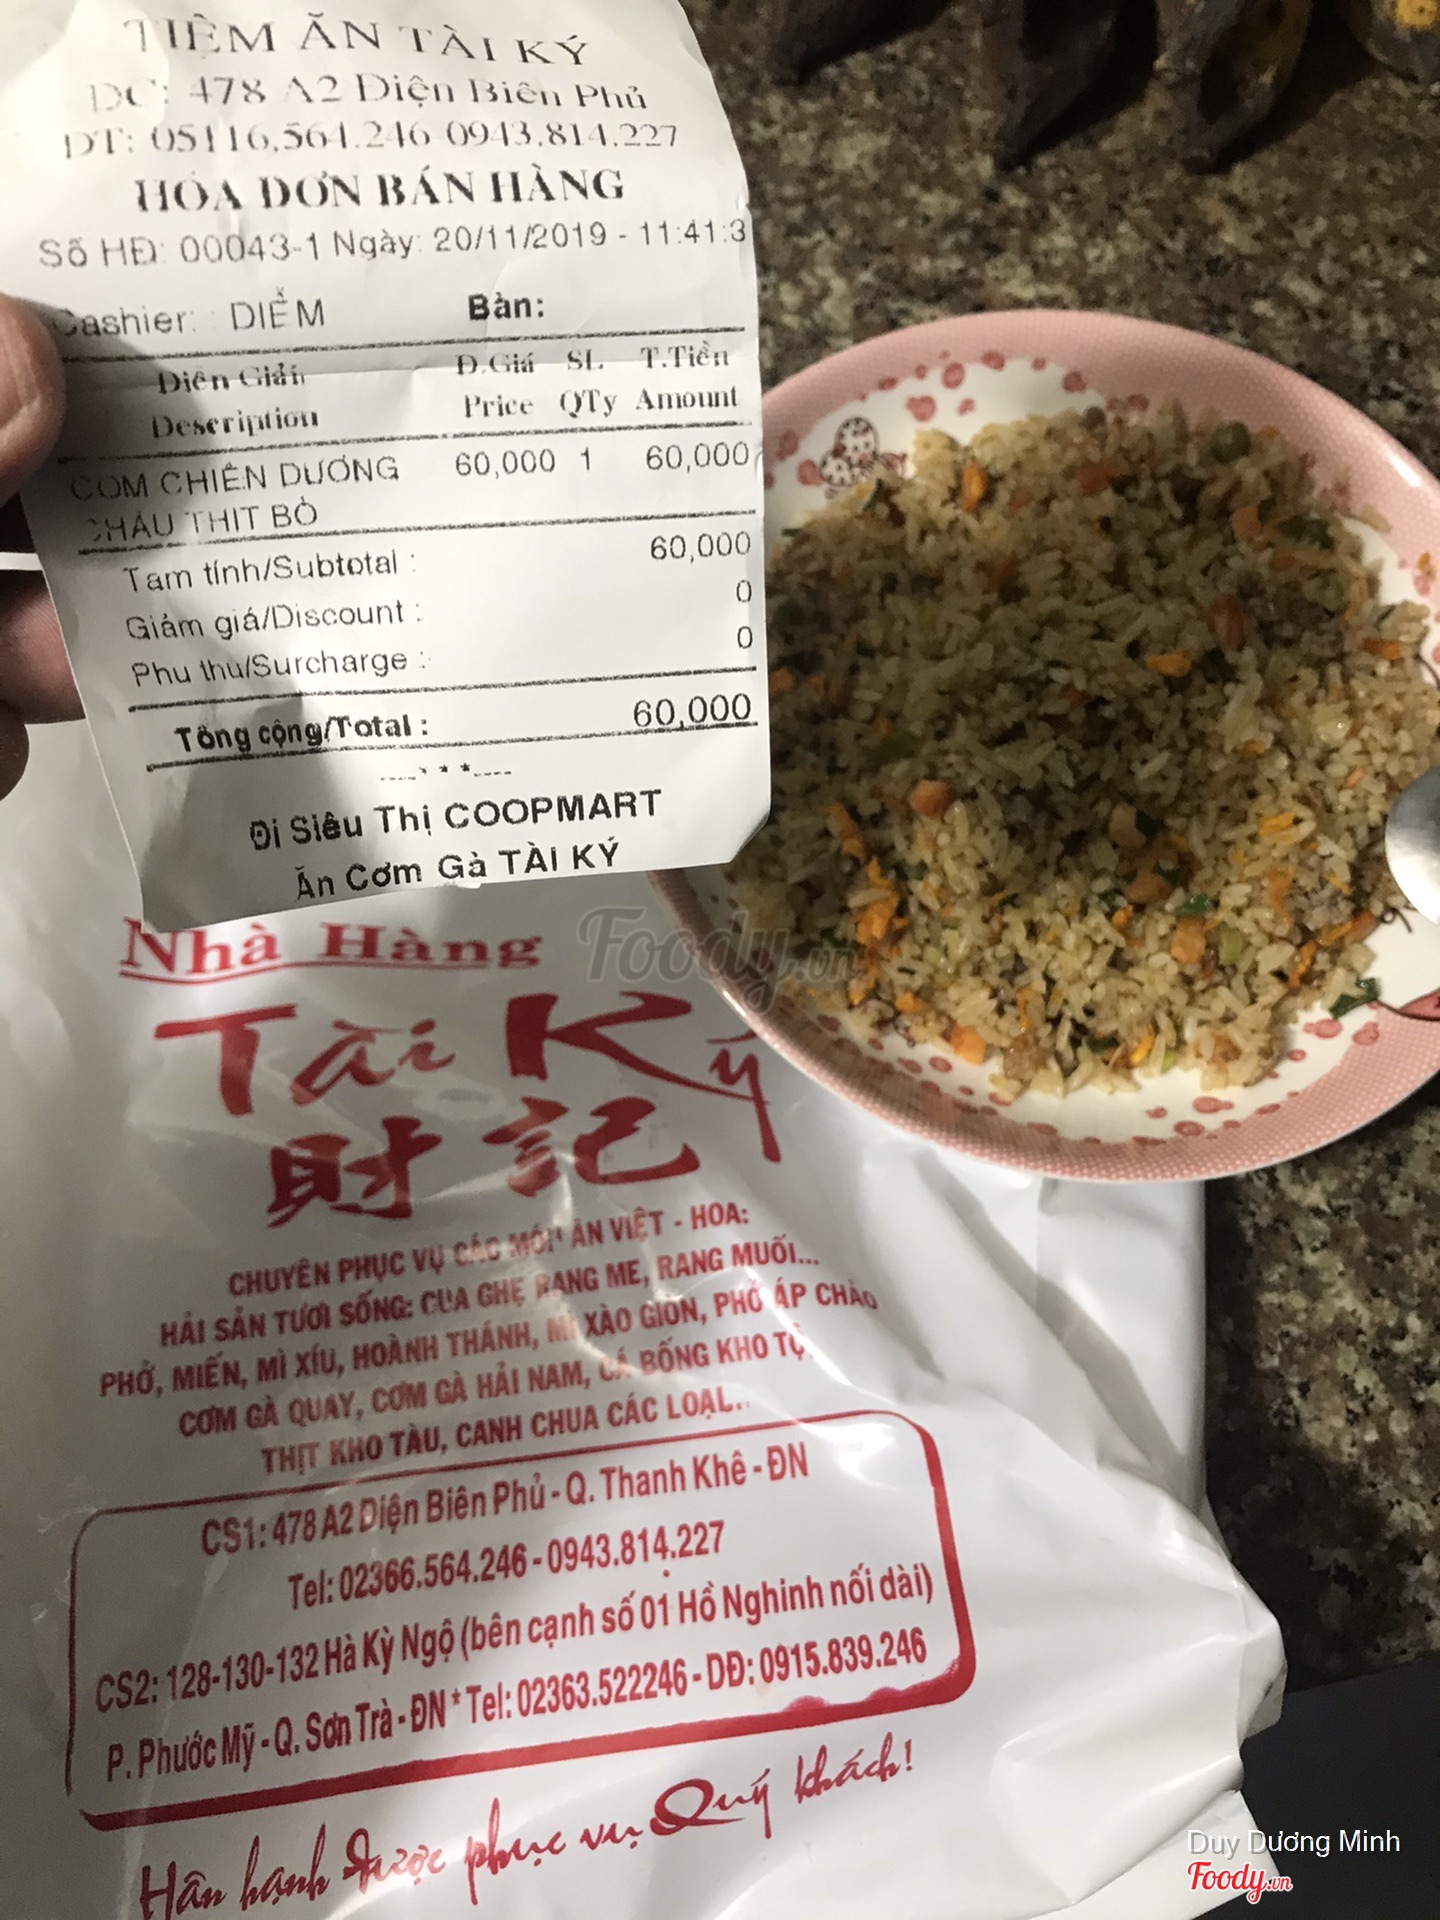 TIỆM ĂN TÀI KÝ
ĐC: 478 A2 Điện Biên Phủ
ĐT: 05116.564.246 0943.814.227
HÓA ĐƠN BÁN HÀNG
Số HĐ: 00043-1 Ngày: 20/11/2019 - 11:41:3
Cashier: DIỄM Bàn:
Diễn Giải Đ.Giá SL T.Tiền
Description Price QTy Amount
CƠM CHIÊN DƯƠNG 60,000 1 60,000
CHÂU THỊT BÒ
Tạm tính/Subtotal : 60,000
Giảm giá/Discount : 0
Phụ thu/Surcharge : 0
Tổng cộng/Total : 60,000
----***----
Đi Siêu Thị COOPMART
Ăn Cơm Gà TÀI KÝ
Nhà Hàng
Tài Ký
財記
CHUYÊN PHỤC VỤ CÁC MÓN ĂN VIỆT - HOA:
HẢI SẢN TƯƠI SỐNG: CUA GHẸ RANG ME, RANG MUỐI...
PHỞ, MIẾN, MÌ XÍU, HOÀNH THÁNH, MÌ XÀO GIÒN, PHỞ ÁP CHẢO
CƠM GÀ QUAY, CƠM GÀ HẢI NAM, CÁ BỐNG KHO TỘ,
THỊT KHO TÀU, CANH CHUA CÁC LOẠI..
CS1: 478 A2 Điện Biên Phủ - Q. Thanh Khê - ĐN
Tel: 02366.564.246 - 0943.814.227
CS2: 128-130-132 Hà Kỳ Ngộ (bên cạnh số 01 Hồ Nghinh nối dài)
P. Phước Mỹ - Q. Sơn Trà - ĐN * Tel: 02363.522246 - DĐ: 0915.839.246
Hân hạnh được phục vụ Quý khách!
Foody.vn
Duy Dương Minh
Foody.vn